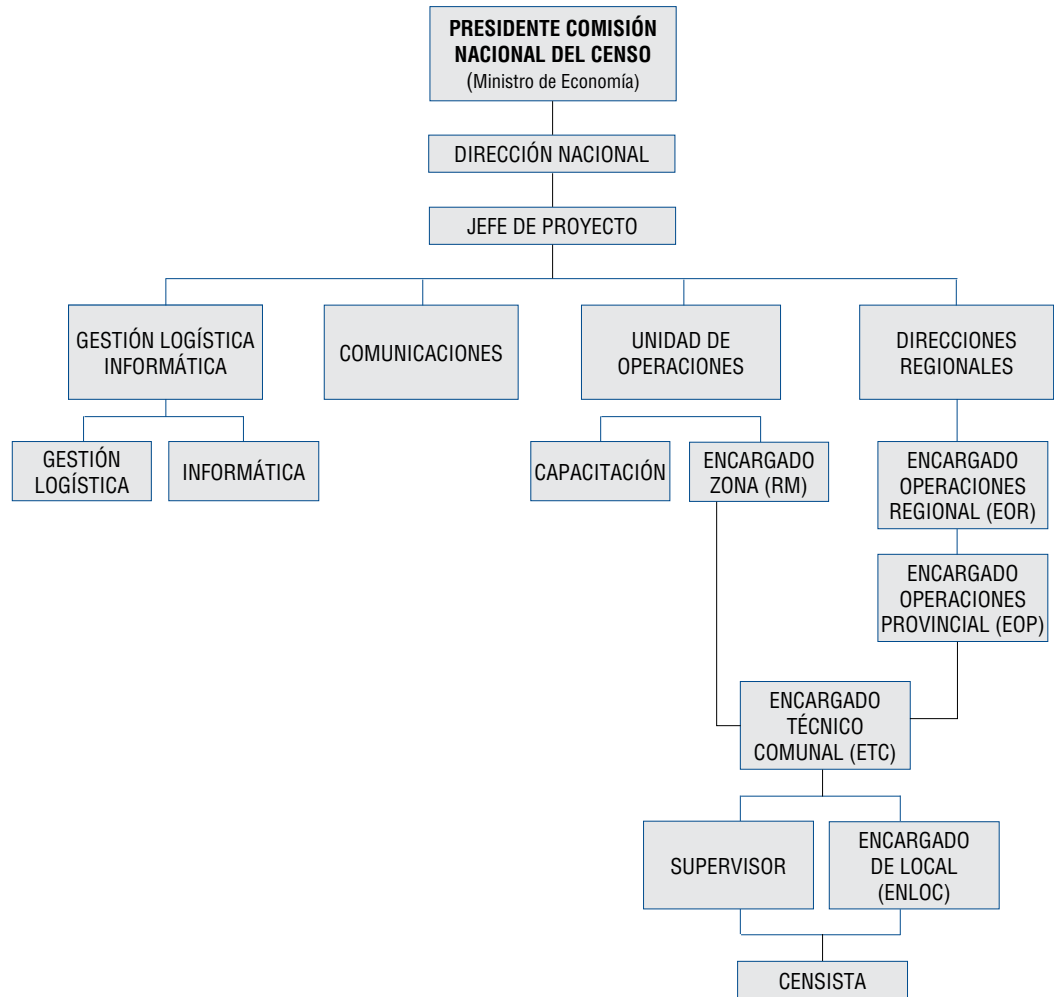 PRESIDENTE COMISIÓN
NACIONAL DEL CENSO
(Ministro de Economía)
DIRECCIÓN NACIONAL
JEFE DE PROYECTO
GESTIÓN LOGÍSTICA
INFORMÁTICA
COMUNICACIONES
UNIDAD DE
OPERACIONES
DIRECCIONES
REGIONALES
GESTIÓN
LOGÍSTICA
INFORMÁTICA
CAPACITACIÓN
ENCARGADO
ZONA (RM)
ENCARGADO
OPERACIONES
REGIONAL (EOR)
ENCARGADO
OPERACIONES
PROVINCIAL (EOP)
ENCARGADO
TÉCNICO
COMUNAL (ETC)
SUPERVISOR
ENCARGADO
DE LOCAL
(ENLOC)
CENSISTA